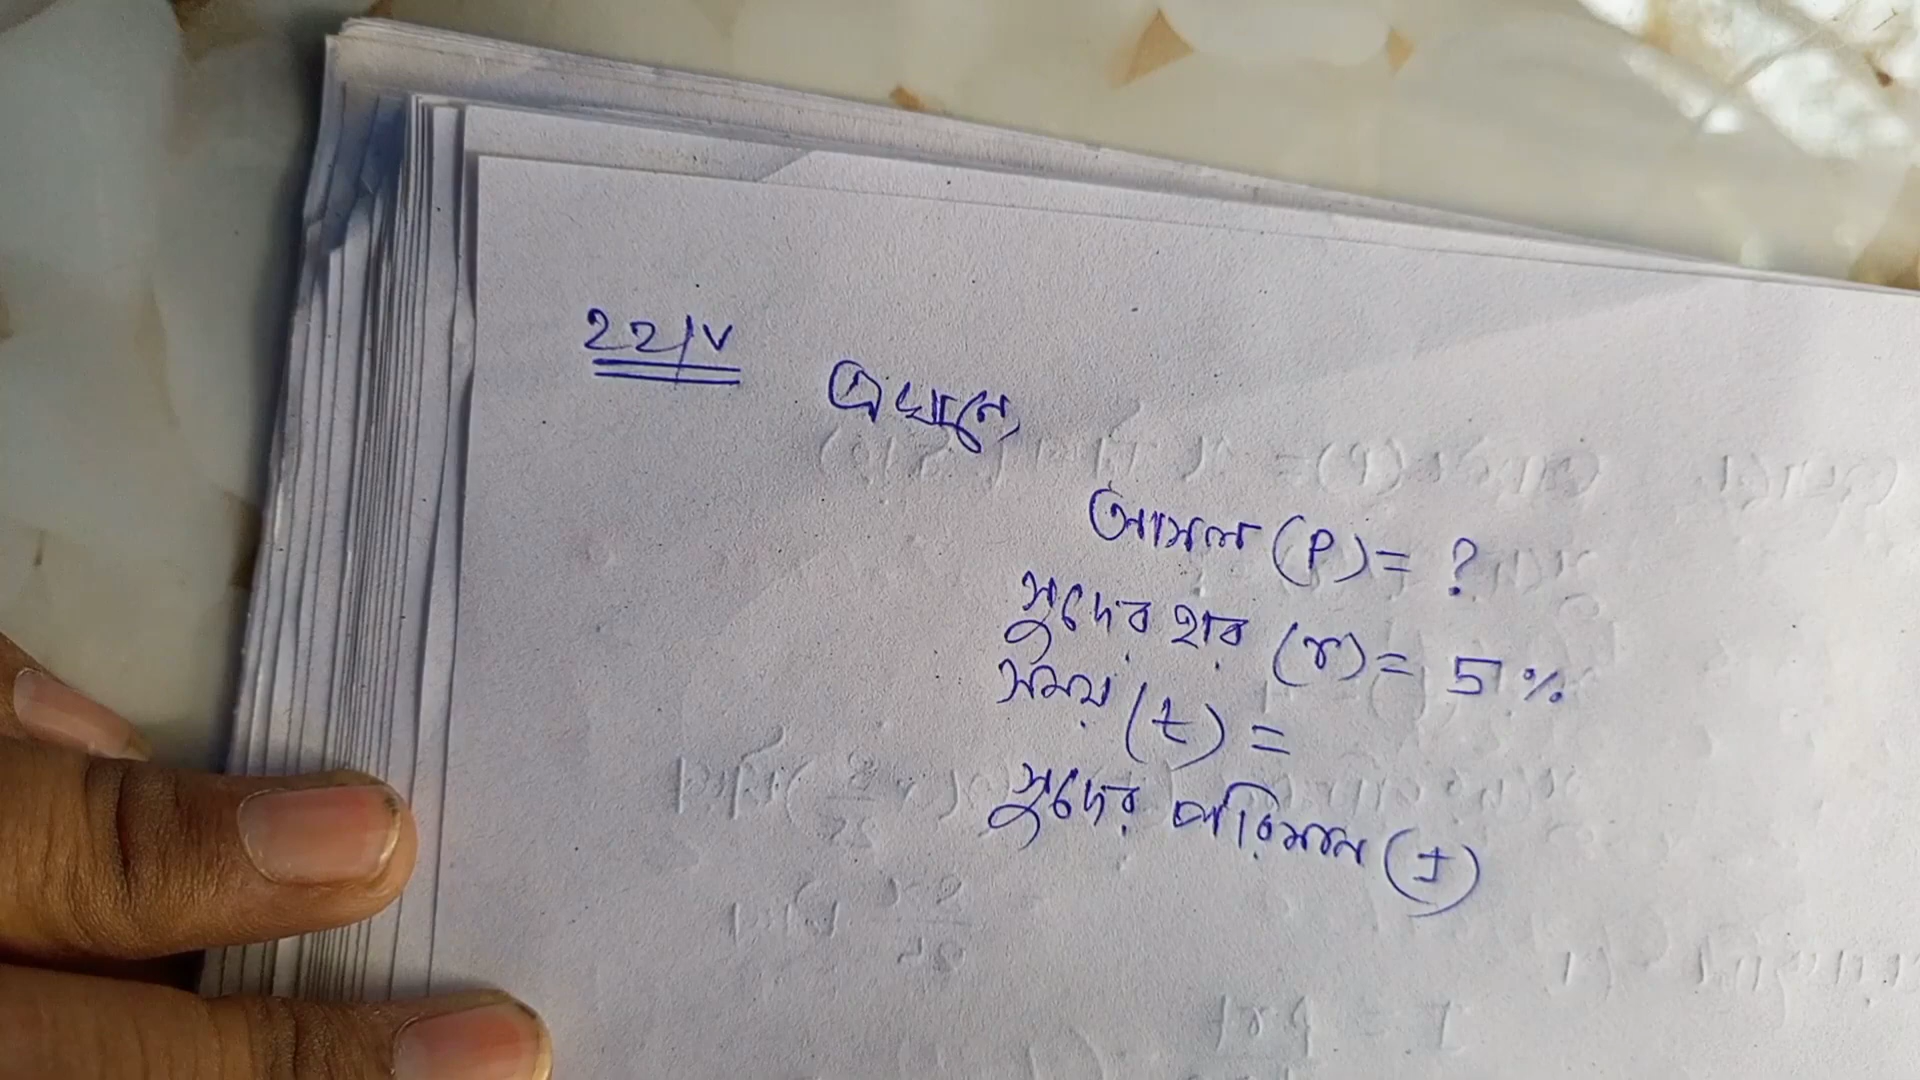 22/v
এখানে,
আসল (P) = ?
সুদের হার (r) = 5 %
সময় (t) =
সুদের পরিমান (I)